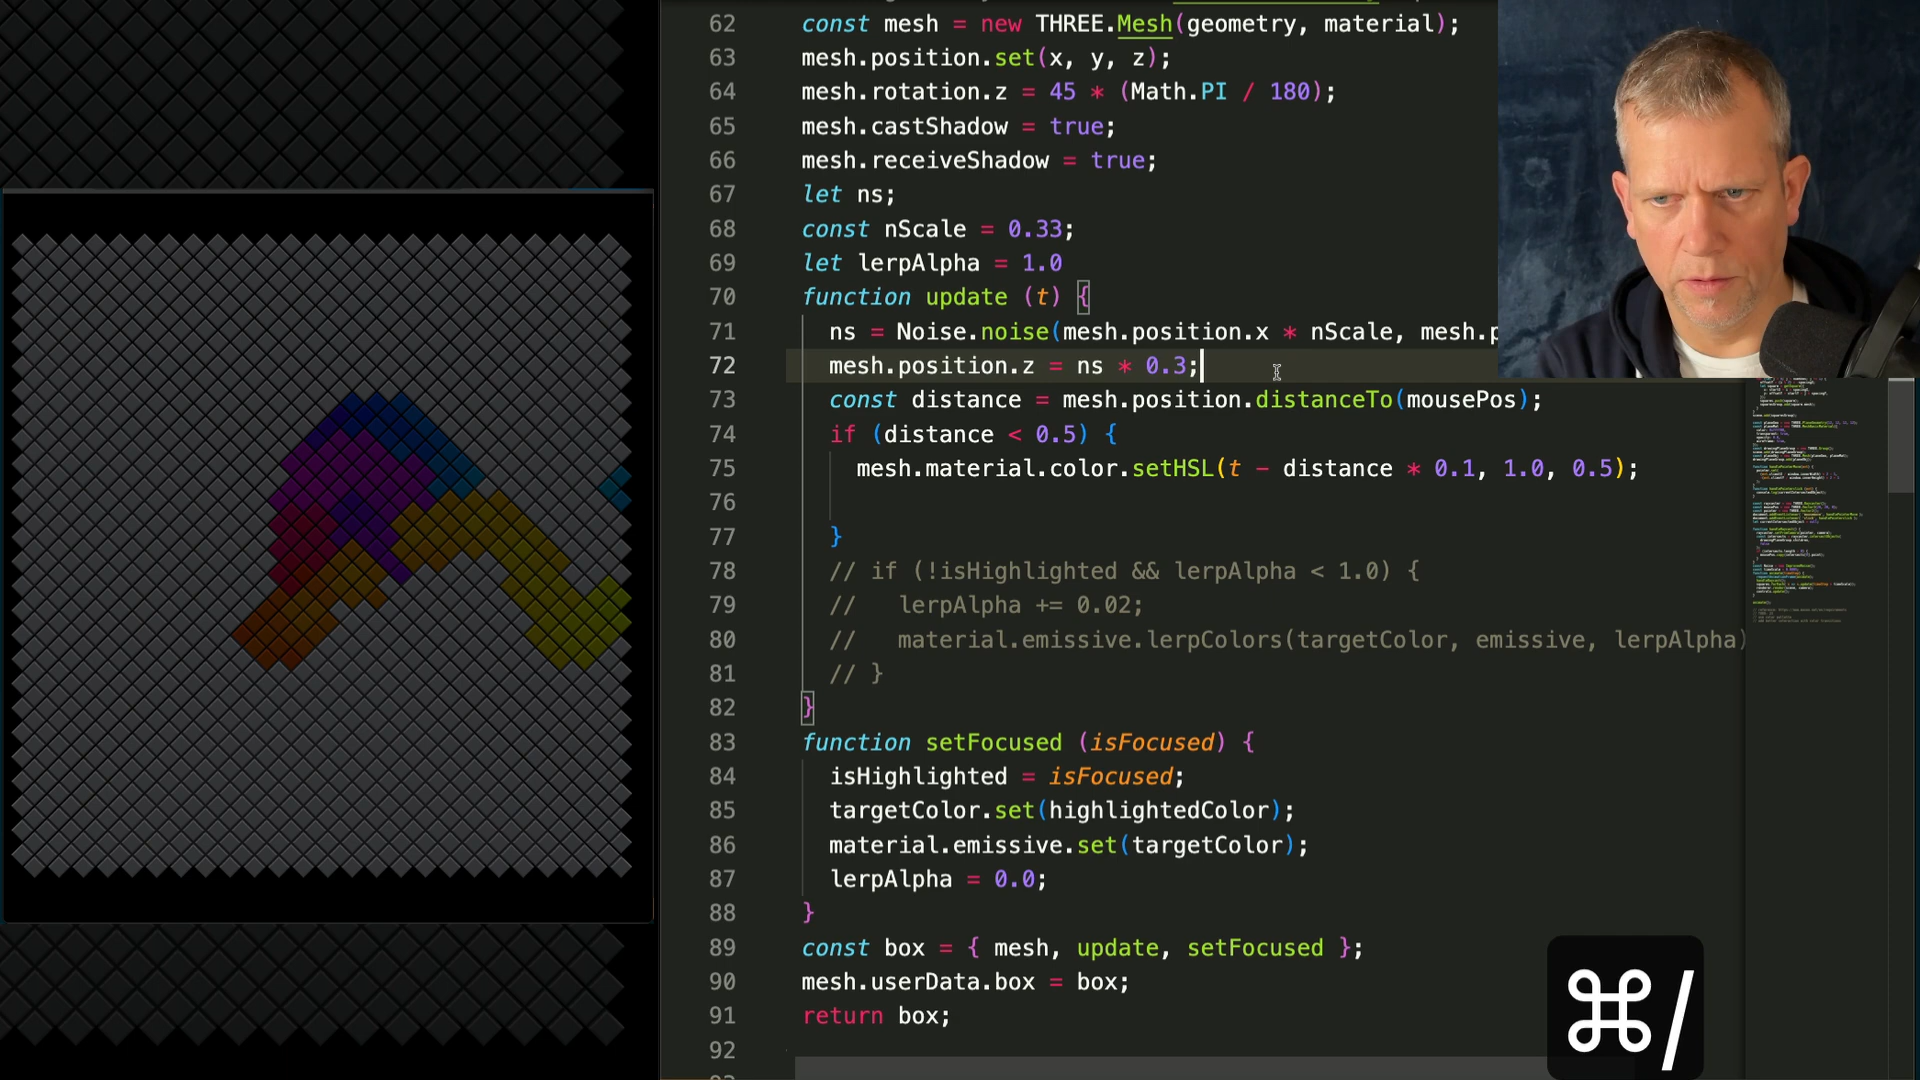 62 const mesh = new THREE.Mesh(geometry, material);
63 mesh.position.set(x, y, z);
64 mesh.rotation.z = 45 * (Math.PI / 180);
65 mesh.castShadow = true;
66 mesh.receiveShadow = true;
67 let ns;
68 const nScale = 0.33;
69 let lerpAlpha = 1.0
70 function update (t) {
71 ns = Noise.noise(mesh.position.x * nScale, mesh.p
72 mesh.position.z = ns * 0.3;
73 const distance = mesh.position.distanceTo(mousePos);
74 if (distance < 0.5) {
75 mesh.material.color.setHSL(t - distance * 0.1, 1.0, 0.5);
76
77 }
78 // if (!isHighlighted && lerpAlpha < 1.0) {
79 //   lerpAlpha += 0.02;
80 //   material.emissive.lerpColors(targetColor, emissive, lerpAlpha)
81 // }
82 }
83 function setFocused (isFocused) {
84 isHighlighted = isFocused;
85 targetColor.set(highlightedColor);
86 material.emissive.set(targetColor);
87 lerpAlpha = 0.0;
88 }
89 const box = { mesh, update, setFocused };
90 mesh.userData.box = box;
91 return box;
92
⌘/